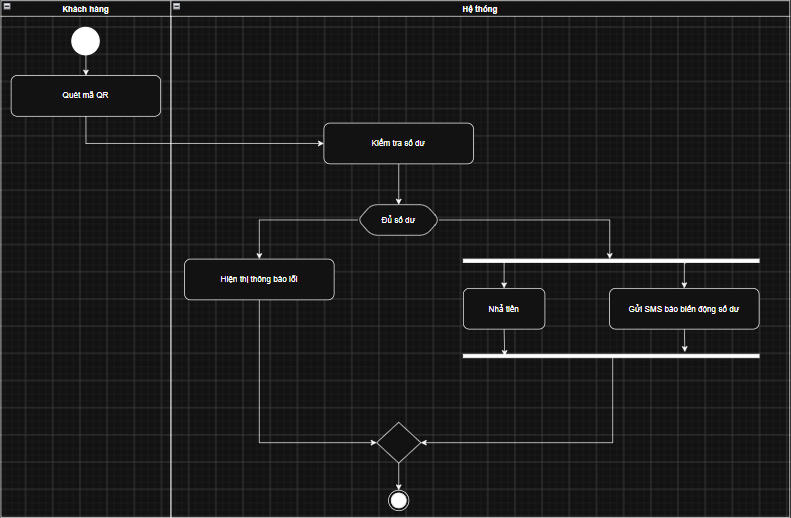 Khách hàng
Hệ thống
Quét mã QR
Kiểm tra số dư
Đủ số dư
Hiện thị thông báo lỗi
Nhả tiền
Gửi SMS báo biến động số dư